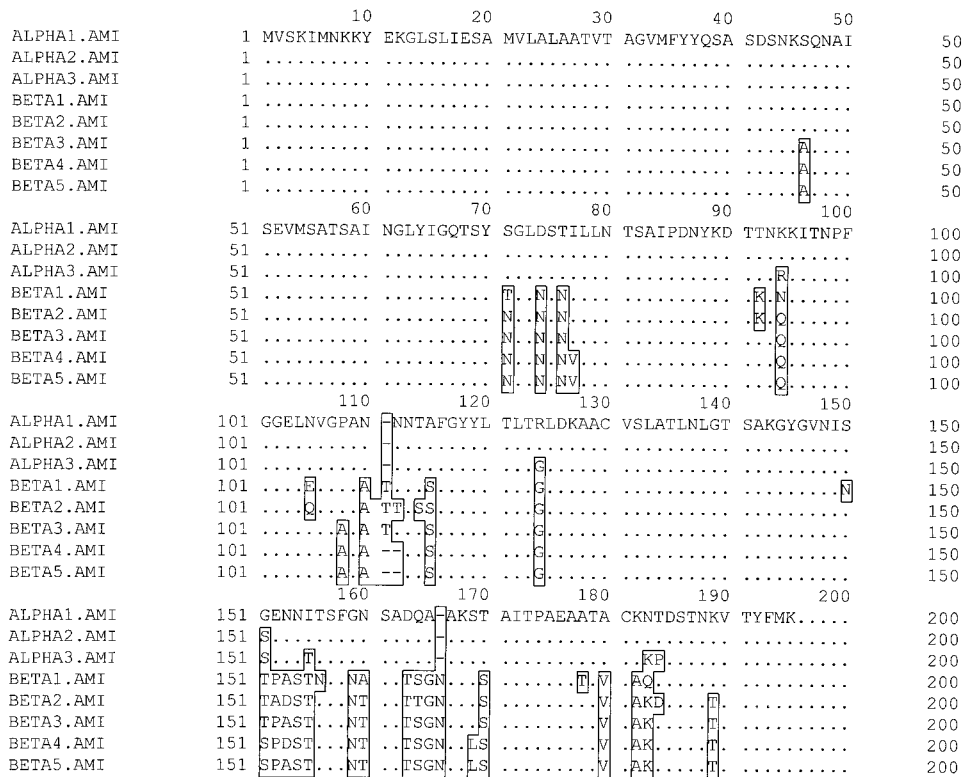 10 20 30 40 50
ALPHA1.AMI 1 MVSKIMNKKY EKGLSLIESA MVLALAATVT AGVMFYYQSA SDSNKSQNAI 50
ALPHA2.AMI 1 .......... .......... .......... .......... .......... 50
ALPHA3.AMI 1 .......... .......... .......... .......... .......... 50
BETA1.AMI 1 .......... .......... .......... .......... .......... 50
BETA2.AMI 1 .......... .......... .......... .......... .......... 50
BETA3.AMI 1 .......... .......... .......... .......... .....A.... 50
BETA4.AMI 1 .......... .......... .......... .......... .....A.... 50
BETA5.AMI 1 .......... .......... .......... .......... .....A.... 50
60 70 80 90 100
ALPHA1.AMI 51 SEVMSATSAI NGLYIGQTSY SGLDSTILLN TSAIPDNYKD TTNKKITNPF 100
ALPHA2.AMI 51 .......... .......... .......... .......... .......... 100
ALPHA3.AMI 51 .......... .......... .......... .......... ...R...... 100
BETA1.AMI 51 .......... .......... T..N.N.... .......... .K.N...... 100
BETA2.AMI 51 .......... .......... N..N.N.... .......... .K.Q...... 100
BETA3.AMI 51 .......... .......... N..N.N.... .......... ...Q...... 100
BETA4.AMI 51 .......... .......... N..N.NV... .......... ...Q...... 100
BETA5.AMI 51 .......... .......... N..N.NV... .......... ...Q...... 100
110 120 130 140 150
ALPHA1.AMI 101 GGELNVGPAN -NNTAFGYYL TLTRLDKAAC VSLATLNLGT SAKGYGVNIS 150
ALPHA2.AMI 101 .......... -......... .......... .......... .......... 150
ALPHA3.AMI 101 .......... -......... ...G...... .......... .......... 150
BETA1.AMI 101 ....E....A T...S..... ...G...... .......... .........N 150
BETA2.AMI 101 ....Q....A TT.SS..... ...G...... .......... .......... 150
BETA3.AMI 101 .......A.A T...S..... ...G...... .......... .......... 150
BETA4.AMI 101 .......A.A --..S..... ...G...... .......... .......... 150
BETA5.AMI 101 .......A.A --..S..... ...G...... .......... .......... 150
160 170 180 190 200
ALPHA1.AMI 151 GENNITSFGN SADQA-AKST AITPAEAATA CKNTDSTNKV TYFMK..... 200
ALPHA2.AMI 151 S......... .....-.... .......... .......... .......... 200
ALPHA3.AMI 151 S...T..... .....-.... .......... ..KP...... .......... 200
BETA1.AMI 151 TPASTN..NA ..TSGN...S .......T.V .AQ....... .......... 200
BETA2.AMI 151 TADST...NT ..TTGN...S .........V .AKD....T. .......... 200
BETA3.AMI 151 TPAST...NT ..TSGN...S .........V .AK.....T. .......... 200
BETA4.AMI 151 SPDST...NT ..TSGN..LS .........V .AK.....T. .......... 200
BETA5.AMI 151 SPAST...NT ..TSGN...S .........V .AK.....T. .......... 200